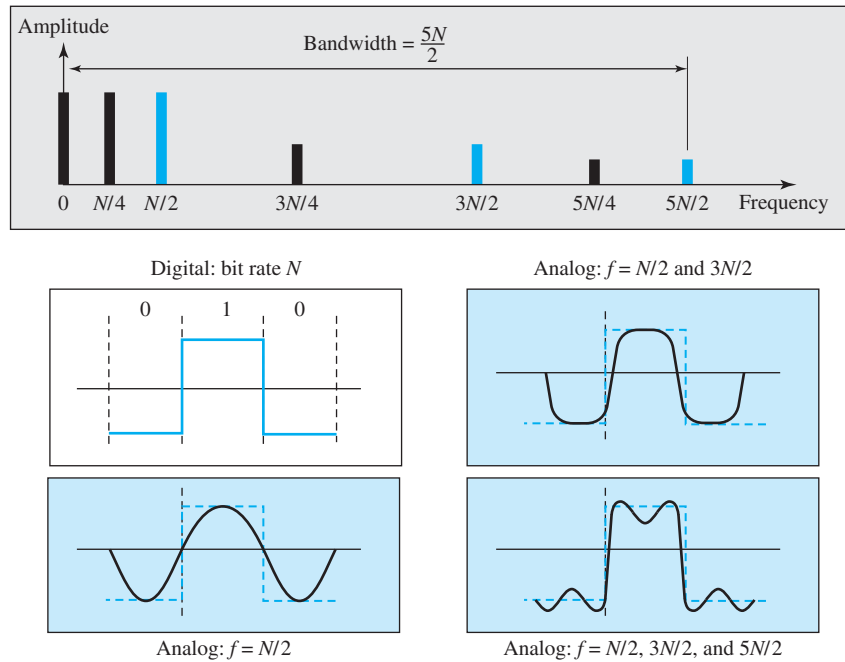 Amplitude
Bandwidth = 5N/2
0 N/4 N/2 3N/4 3N/2 5N/4 5N/2 Frequency
Digital: bit rate N
0 1 0
Analog: f = N/2 and 3N/2
Analog: f = N/2
Analog: f = N/2, 3N/2, and 5N/2